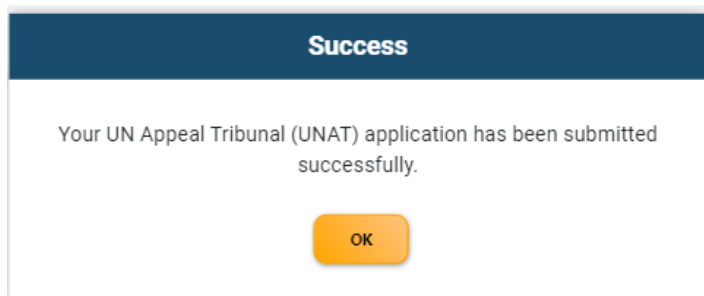 Success
Your UN Appeal Tribunal (UNAT) application has been submitted
successfully.
OK